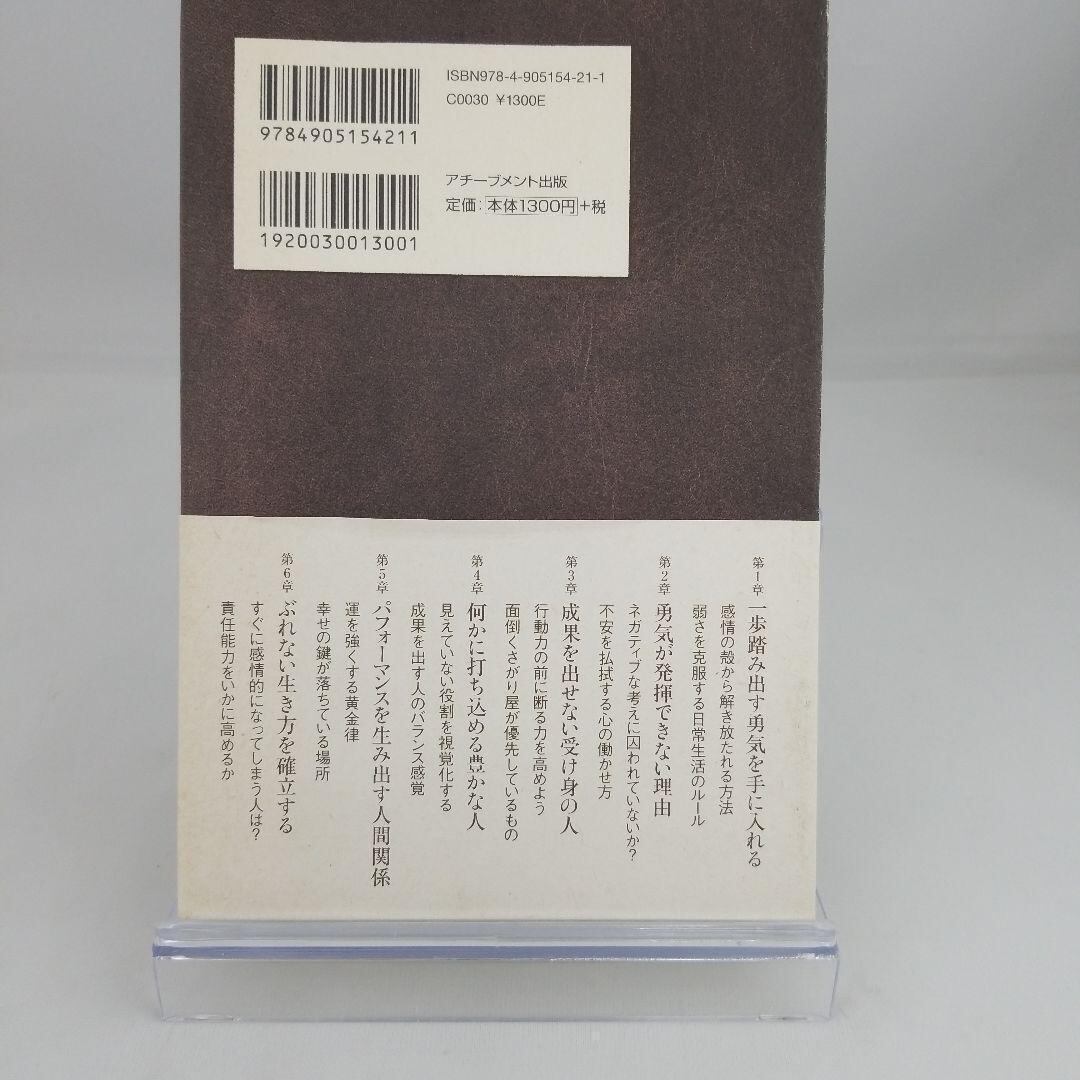 ISBN978-4-905154-21-1
C0030 ¥1300E
9784905154211
アチーブメント出版
定価：本体1300円+税
1920030013001
第1章 一歩踏み出す勇気を手に入れる
感情の殻から解き放たれる方法
弱さを克服する日常生活のルール
第2章 勇気が発揮できない理由
ネガティブな考えに囚われていないか？
不安を払拭する心の働かせ方
第3章 成果を出せない受け身の人
行動力の前に断る力を高めよう
面倒くさがり屋が優先しているもの
第4章 何かに打ち込める豊かな人
見えていない役割を視覚化する
成果を出す人のバランス感覚
第5章 パフォーマンスを生み出す人間関係
運を強くする黄金律
幸せの鍵が落ちている場所
第6章 ぶれない生き方を確立する
すぐに感情的になってしまう人は？
責任能力をいかに高めるか